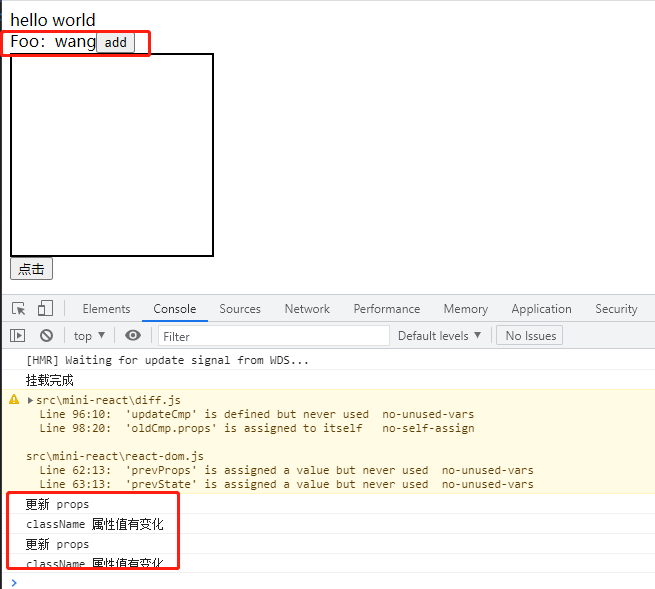 hello world
Foo：wang add
点击
Elements Console Sources Network Performance Memory Application Security
top ▼ Filter Default levels ▼ No Issues
[HMR] Waiting for update signal from WDS...
挂载完成
▶ src\mini-react\diff.js
Line 96:10: 'updateCmp' is defined but never used no-unused-vars
Line 98:20: 'oldCmp.props' is assigned to itself no-self-assign
src\mini-react\react-dom.js
Line 62:13: 'prevProps' is assigned a value but never used no-unused-vars
Line 63:13: 'prevState' is assigned a value but never used no-unused-vars
更新 props
className 属性值有变化
更新 props
className 属性值有变化
>